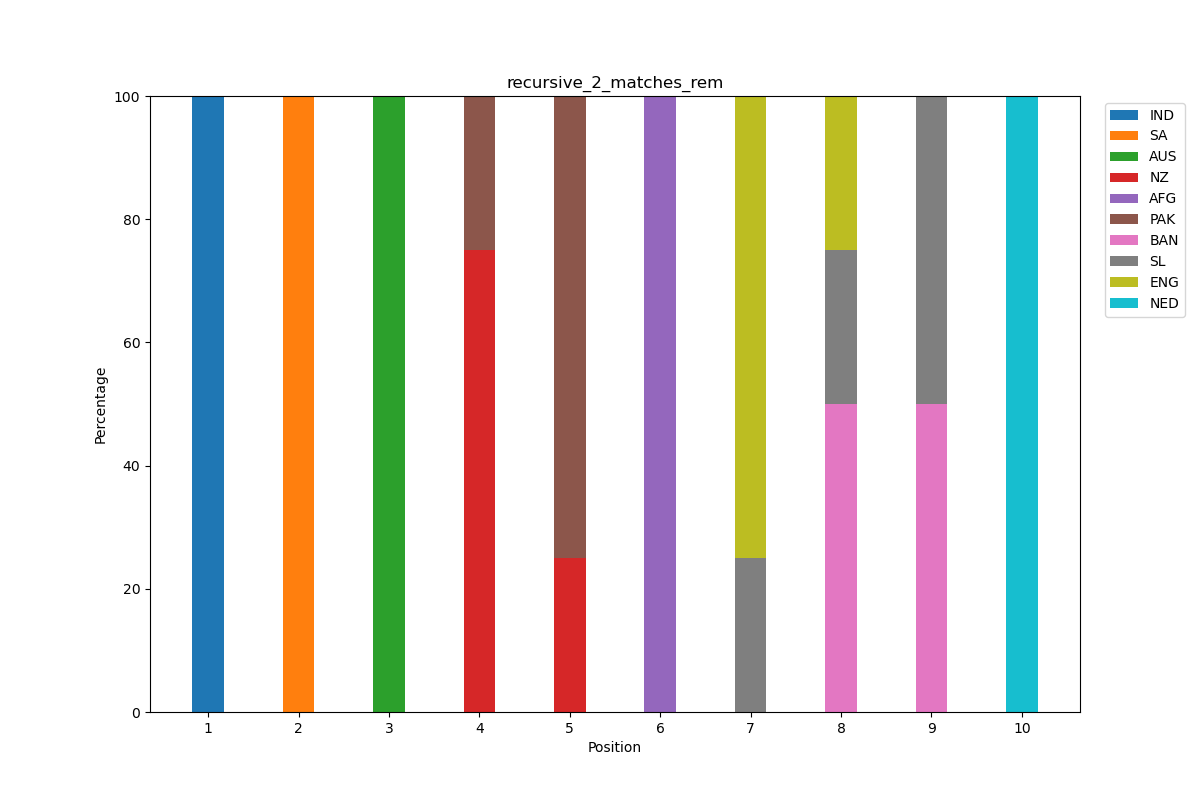 recursive_2_matches_rem
100
80
60
40
20
0
Percentage
1 2 3 4 5 6 7 8 9 10
Position
IND
SA
AUS
NZ
AFG
PAK
BAN
SL
ENG
NED